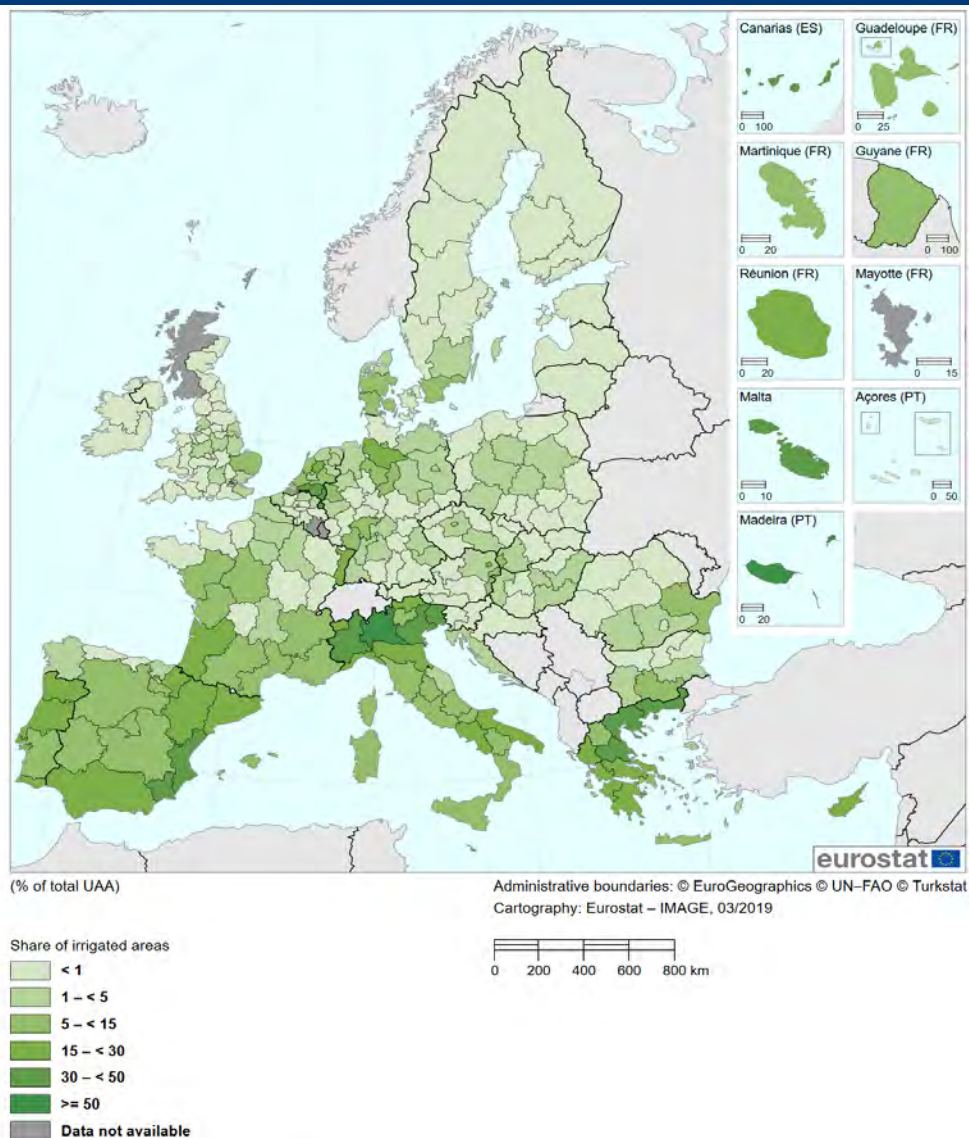 Canarias (ES)
0 100
Guadeloupe (FR)
0 25
Martinique (FR)
0 20
Guyane (FR)
0 100
Réunion (FR)
0 20
Mayotte (FR)
0 15
Malta
0 10
Açores (PT)
0 50
Madeira (PT)
0 20
eurostat
(% of total UAA)
Administrative boundaries: © EuroGeographics © UN–FAO © Turkstat
Cartography: Eurostat – IMAGE, 03/2019
0 200 400 600 800 km
Share of irrigated areas
< 1
1 – < 5
5 – < 15
15 – < 30
30 – < 50
>= 50
Data not available